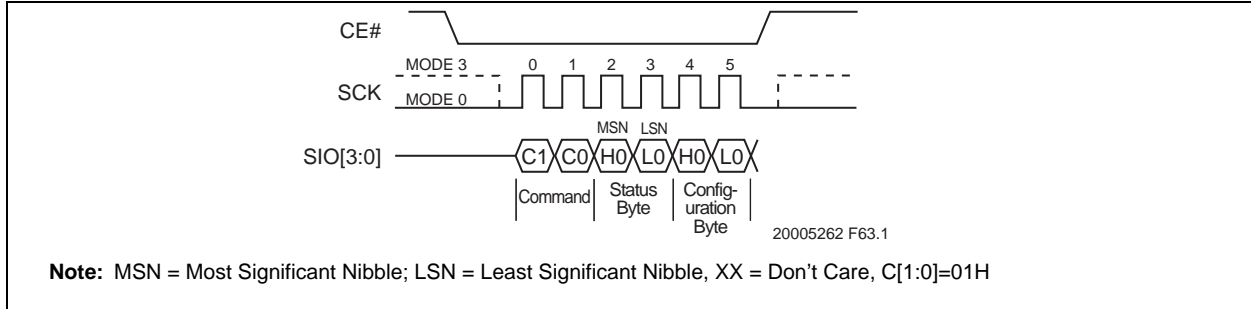 CE#
MODE 3 0 1 2 3 4 5
SCK
MODE 0
MSN LSN
SIO[3:0] C1 C0 H0 L0 H0 L0
Command
Status
Byte
Config-
uration
Byte
20005262 F63.1
Note: MSN = Most Significant Nibble; LSN = Least Significant Nibble, XX = Don't Care, C[1:0]=01H